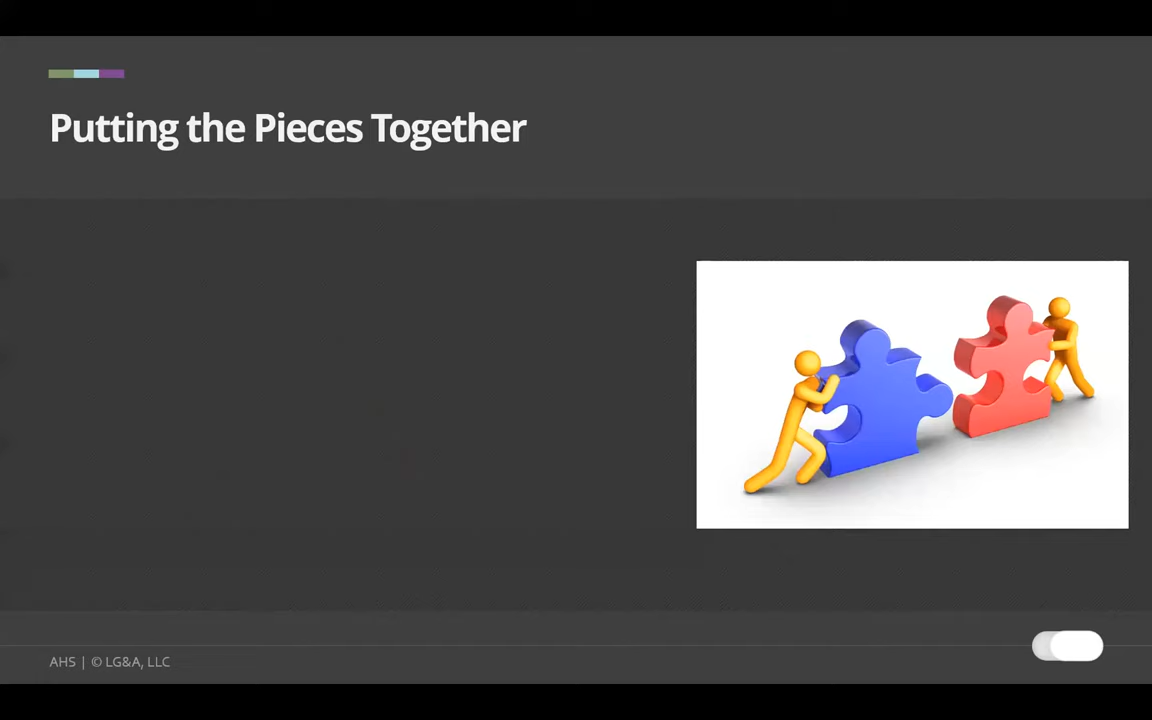 Putting the Pieces Together
AHS | © LG&A, LLC